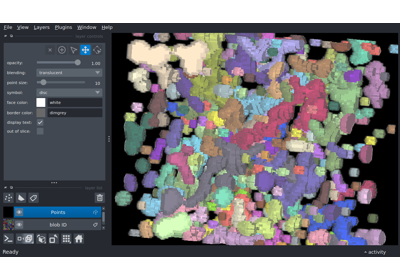 File View Layers Plugins Window Help
opacity: 1.00
blending: translucent
point size: 10
symbol: disc
face color: white
border color: dimgrey
display text:
out of slice:
Points
blob ID
Ready
activity